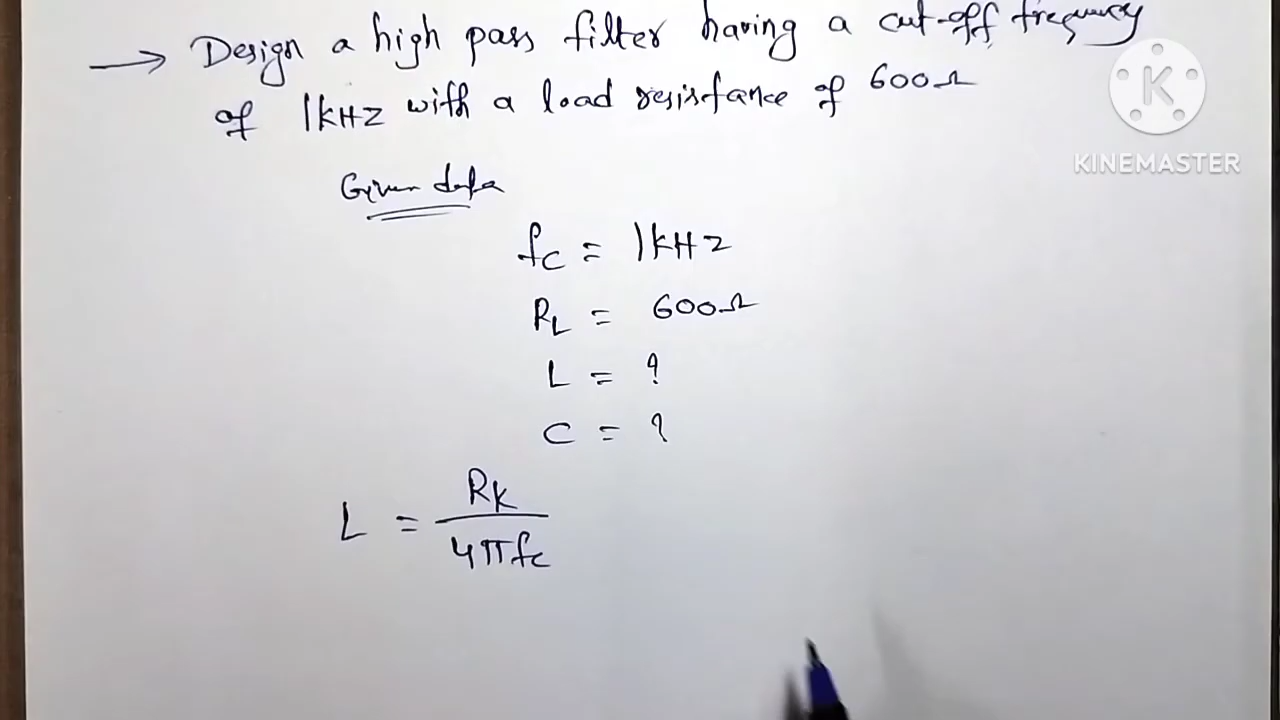 → Design a high pass filter having a cut-off frequency
of 1kHz with a load resistance of 600Ω
K
KINEMASTER
Given data
fc = 1kHz
RL = 600Ω
L = ?
C = ?
L = RK / 4πfc